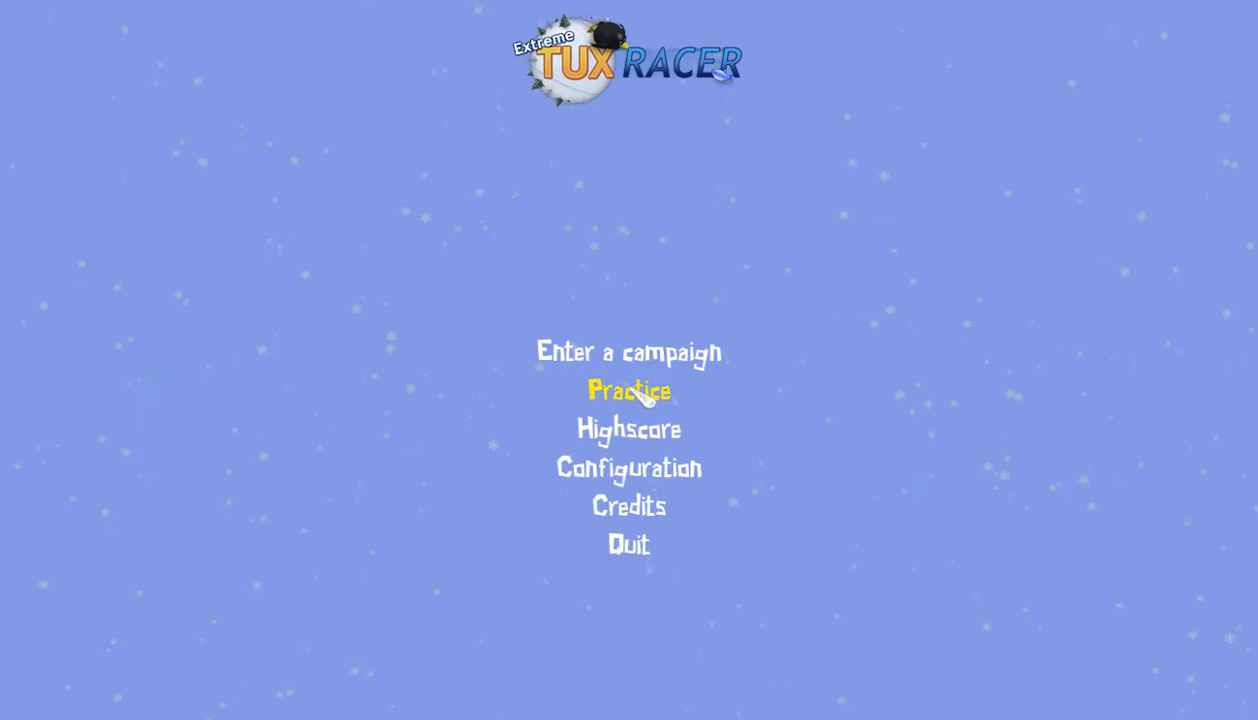 Extreme
TUX RACER
Enter a campaign
Practice
Highscore
Configuration
Credits
Quit